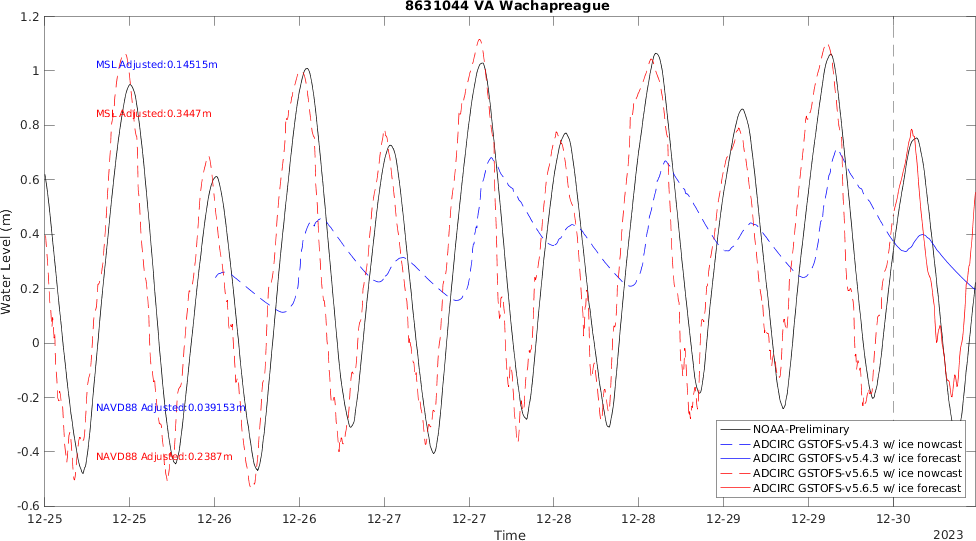 8631044 VA Wachapreague
1.2
1
0.8
0.6
0.4
0.2
0
-0.2
-0.4
-0.6
Water Level (m)
MSL Adjusted:0.14515m
MSL Adjusted:0.3447m
NAVD88 Adjusted:0.039153m
NAVD88 Adjusted:0.2387m
NOAA-Preliminary
ADCIRC GSTOFS-v5.4.3 w/ ice nowcast
ADCIRC GSTOFS-v5.4.3 w/ ice forecast
ADCIRC GSTOFS-v5.6.5 w/ ice nowcast
ADCIRC GSTOFS-v5.6.5 w/ ice forecast
12-25 12-25 12-26 12-26 12-27 12-27 12-28 12-28 12-29 12-29 12-30
Time
2023